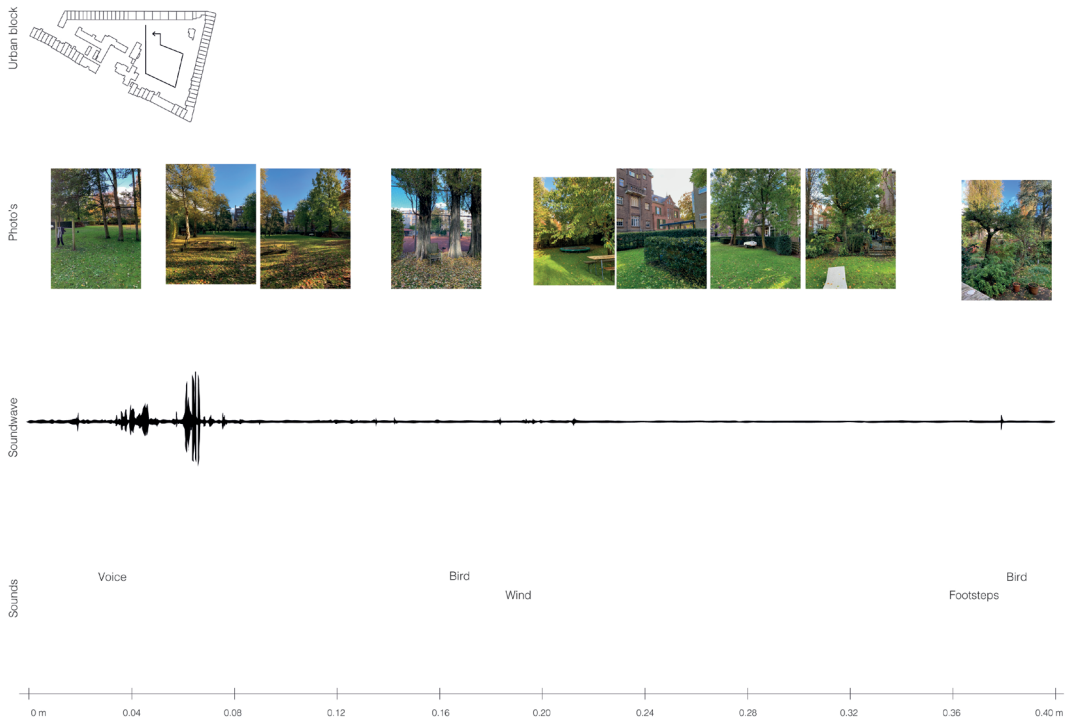 Urban block
Photo's
Soundwave
Sounds
Voice
Bird
Wind
Footsteps
Bird
0 m
0.04
0.08
0.12
0.16
0.20
0.24
0.28
0.32
0.36
0.40 m